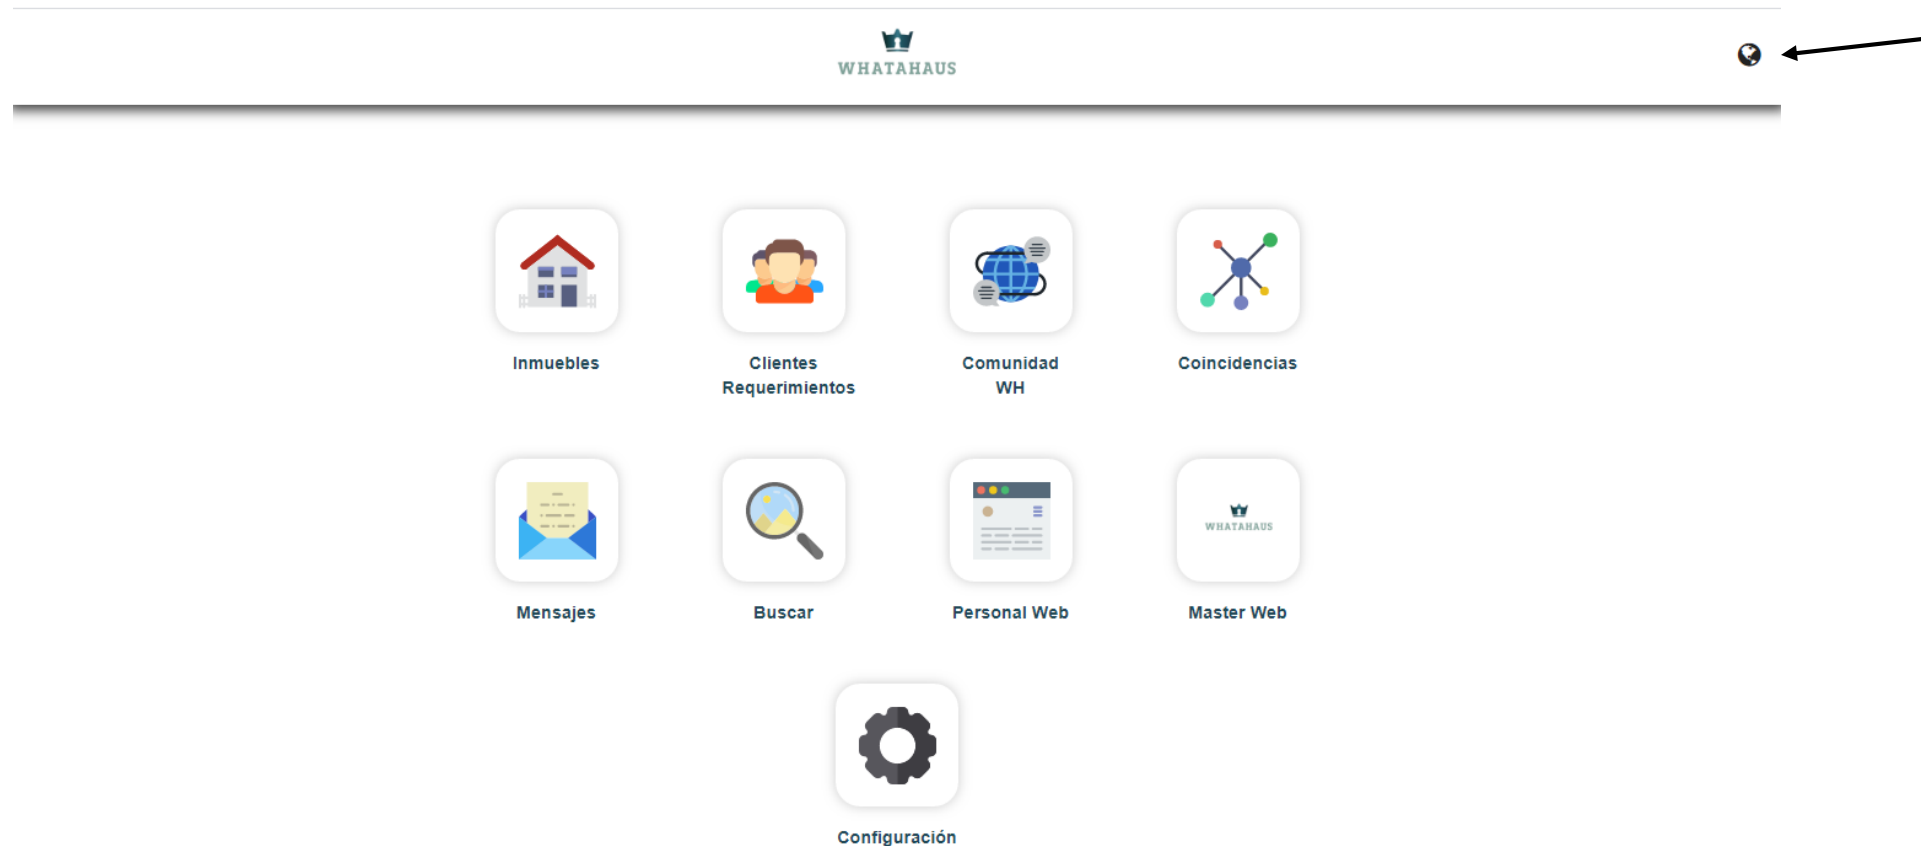 WHATAHAUS
Inmuebles
Clientes
Requerimientos
Comunidad
WH
Coincidencias
WHATAHAUS
Mensajes
Buscar
Personal Web
Master Web
Configuración